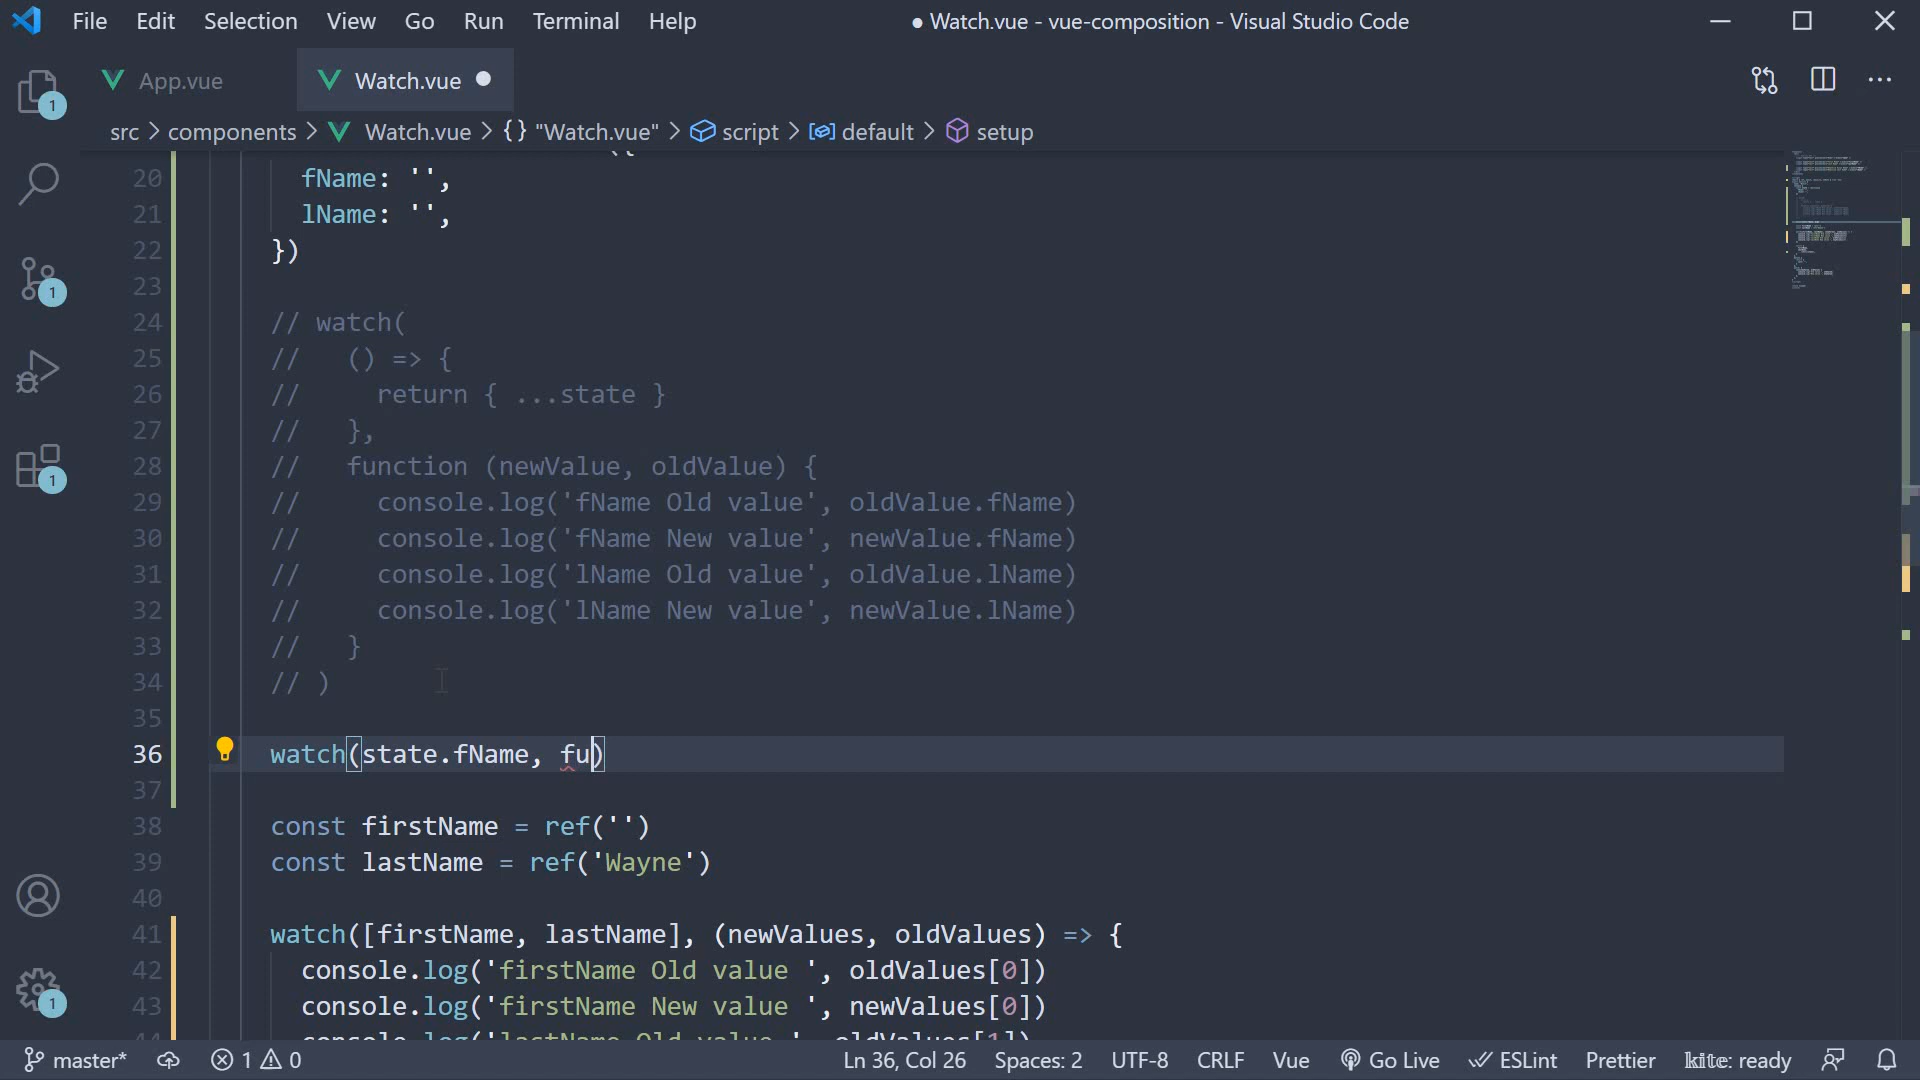 File Edit Selection View Go Run Terminal Help
● Watch.vue - vue-composition - Visual Studio Code
App.vue
Watch.vue
src > components > Watch.vue > {} "Watch.vue" > script > default > setup
20 fName: '',
21 lName: '',
22 })
23
24 // watch(
25 //   () => {
26 //     return { ...state }
27 //   },
28 //   function (newValue, oldValue) {
29 //     console.log('fName Old value', oldValue.fName)
30 //     console.log('fName New value', newValue.fName)
31 //     console.log('lName Old value', oldValue.lName)
32 //     console.log('lName New value', newValue.lName)
33 //   }
34 // )
35
36 watch(state.fName, fu)
37
38 const firstName = ref('')
39 const lastName = ref('Wayne')
40
41 watch([firstName, lastName], (newValues, oldValues) => {
42 console.log('firstName Old value ', oldValues[0])
43 console.log('firstName New value ', newValues[0])
44 console.log('lastName Old value ', oldValues[1])
1
1
1
1
master* 1 0 Ln 36, Col 26 Spaces: 2 UTF-8 CRLF Vue Go Live ESLint Prettier kite: ready